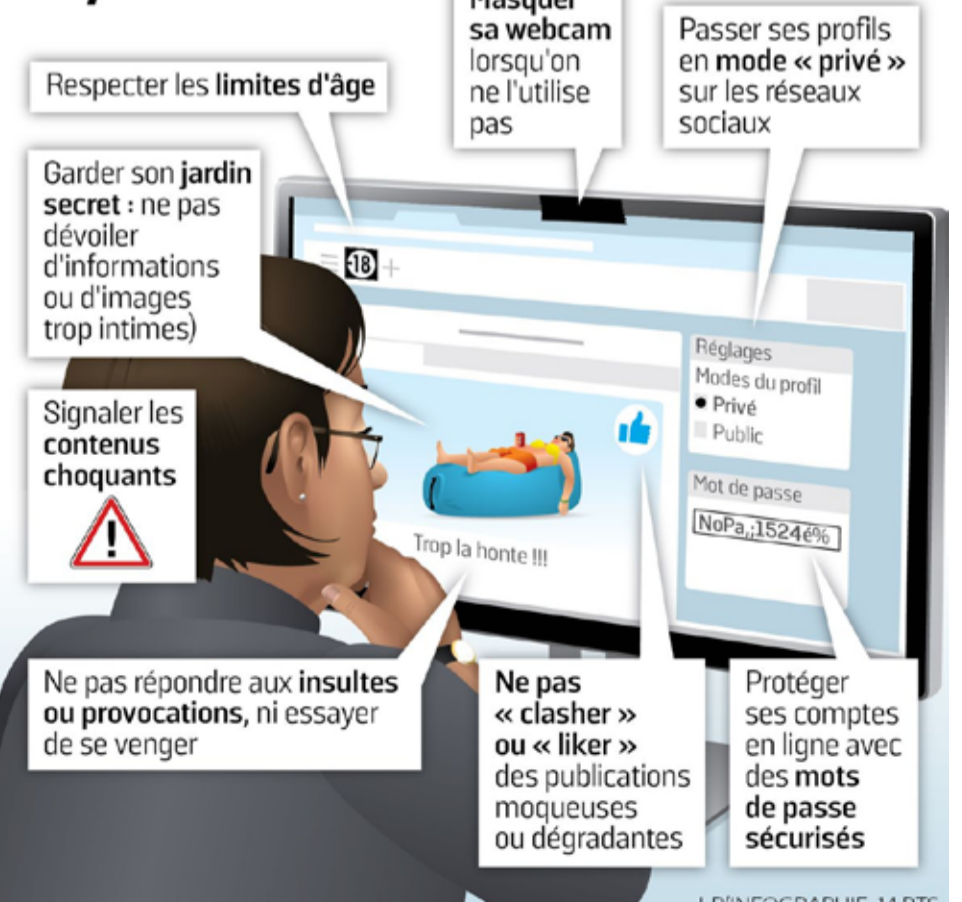 sa webcam
lorsqu'on
ne l'utilise
pas
Passer ses profils
en mode « privé »
sur les réseaux
sociaux
Respecter les limites d'âge
Garder son jardin
secret : ne pas
dévoiler
d'informations
ou d'images
trop intimes)
-18
Signaler les
contenus
choquants
!
Réglages
Modes du profil
Privé
Public
Mot de passe
NoPa,;1524é%
Trop la honte !!!
Ne pas répondre aux insultes
ou provocations, ni essayer
de se venger
Ne pas
« clasher »
ou « liker »
des publications
moqueuses
ou dégradantes
Protéger
ses comptes
en ligne avec
des mots
de passe
sécurisés